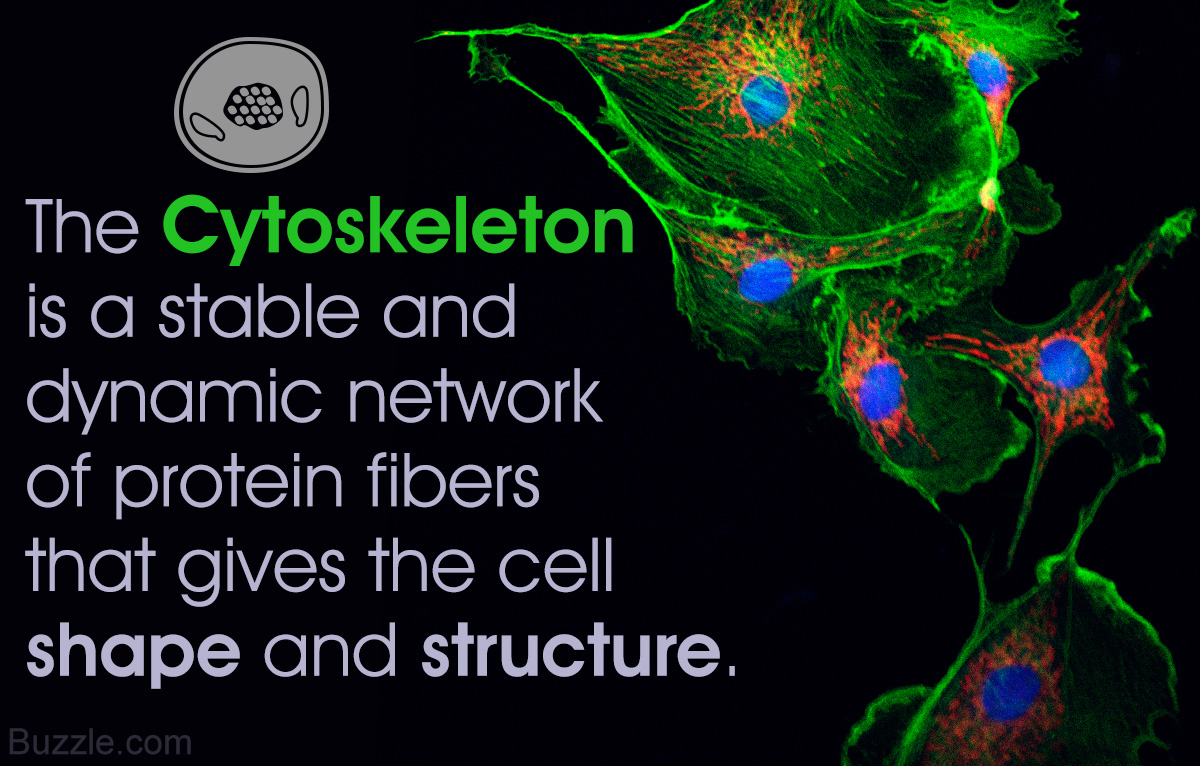 The Cytoskeleton
is a stable and
dynamic network
of protein fibers
that gives the cell
shape and structure.
Buzzle.com